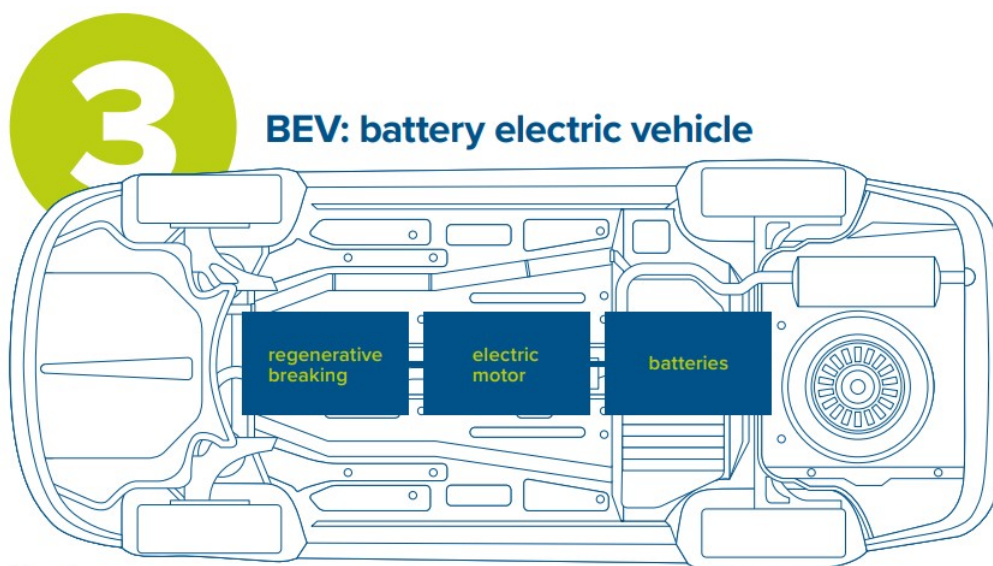 3
BEV: battery electric vehicle
regenerative
breaking
electric
motor
batteries